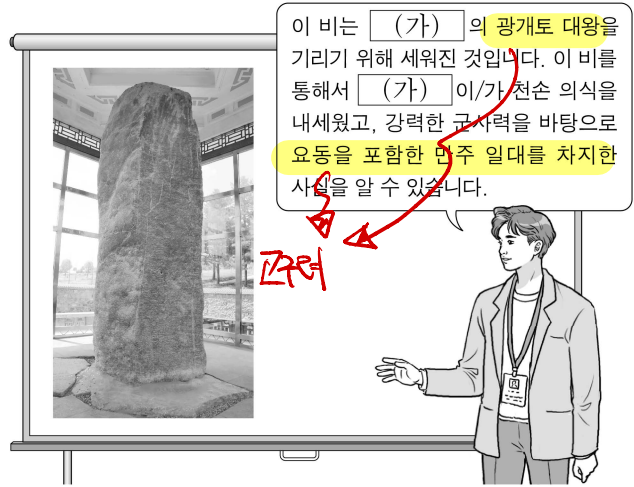 이 비는 (가) 의 광개토 대왕을
기리기 위해 세워진 것입니다. 이 비를
통해서 (가) 이/가 천손 의식을
내세웠고, 강력한 군사력을 바탕으로
요동을 포함한 만주 일대를 차지한
사실을 알 수 있습니다.
고구려